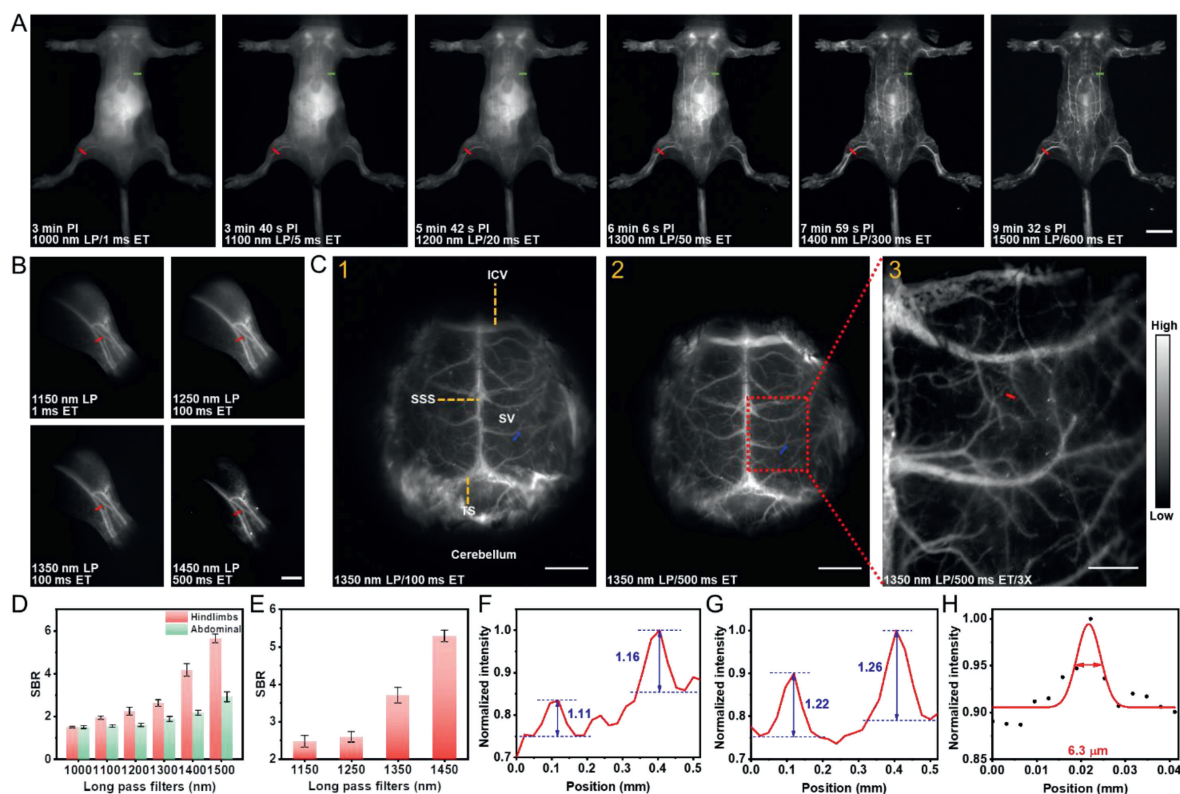 A
3 min PI
1000 nm LP/1 ms ET
3 min 40 s PI
1100 nm LP/5 ms ET
5 min 42 s PI
1200 nm LP/20 ms ET
6 min 6 s PI
1300 nm LP/50 ms ET
7 min 59 s PI
1400 nm LP/300 ms ET
9 min 32 s PI
1500 nm LP/600 ms ET
B
1150 nm LP
1 ms ET
1250 nm LP
100 ms ET
1350 nm LP
100 ms ET
1450 nm LP
500 ms ET
C
1
ICV
SSS
SV
TS
Cerebellum
1350 nm LP/100 ms ET
2
1350 nm LP/500 ms ET
3
1350 nm LP/500 ms ET/3X
High
Low
D
Hindlimbs
Abdominal
SBR
8
6
4
2
0
1000 1100 1200 1300 1400 1500
Long pass filters (nm)
E
SBR
6
5
4
3
2
1150 1250 1350 1450
Long pass filters (nm)
F
Normalized intensity
1.0
0.9
0.8
0.7
1.16
1.11
0.0 0.1 0.2 0.3 0.4 0.5
Position (mm)
G
Normalized intensity
1.0
0.9
0.8
0.7
1.26
1.22
0.0 0.1 0.2 0.3 0.4 0.5
Position (mm)
H
Normalized intensity
1.00
0.95
0.90
0.85
6.3 μm
0.00 0.01 0.02 0.03 0.04
Position (mm)